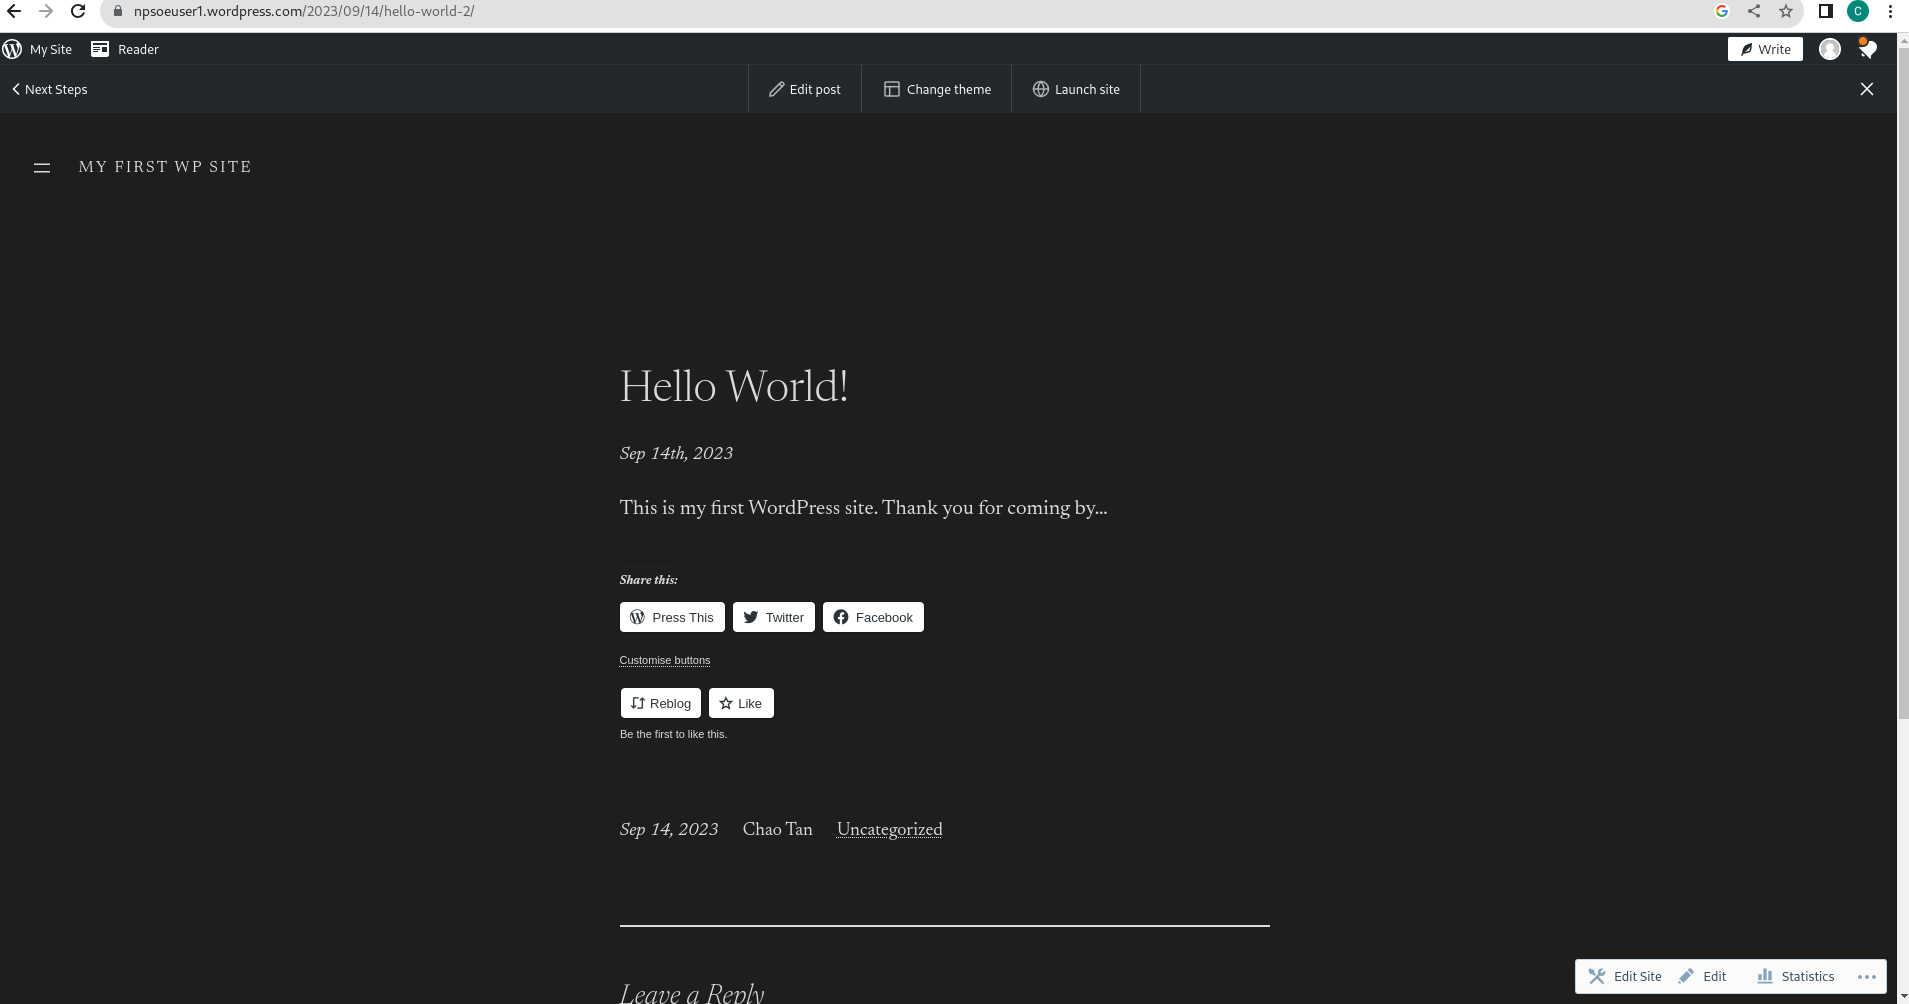 npsoeuser1.wordpress.com/2023/09/14/hello-world-2/
C
My Site Reader Write
Next Steps Edit post Change theme Launch site
MY FIRST WP SITE
Hello World!
Sep 14th, 2023
This is my first WordPress site. Thank you for coming by...
Share this:
Press This Twitter Facebook
Customise buttons
Reblog Like
Be the first to like this.
Sep 14, 2023 Chao Tan Uncategorized
Leave a Reply
Edit Site Edit Statistics